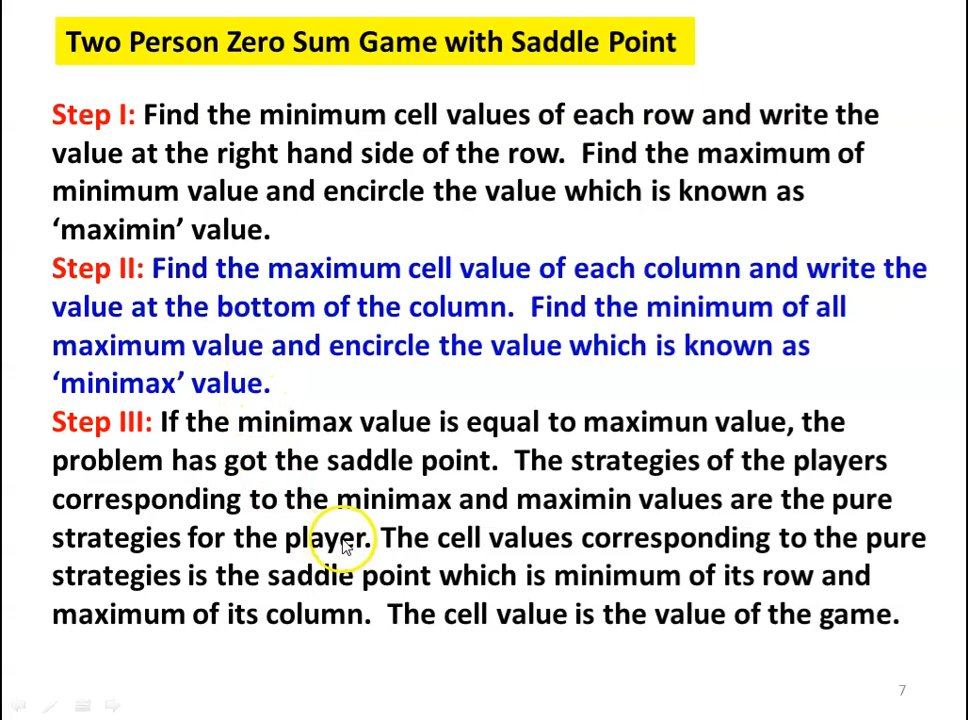 Two Person Zero Sum Game with Saddle Point
Step I: Find the minimum cell values of each row and write the
value at the right hand side of the row.  Find the maximum of
minimum value and encircle the value which is known as
‘maximin’ value.
Step II: Find the maximum cell value of each column and write the
value at the bottom of the column.  Find the minimum of all
maximum value and encircle the value which is known as
‘minimax’ value.
Step III: If the minimax value is equal to maximun value, the
problem has got the saddle point.  The strategies of the players
corresponding to the minimax and maximin values are the pure
strategies for the player. The cell values corresponding to the pure
strategies is the saddle point which is minimum of its row and
maximum of its column.  The cell value is the value of the game.
7